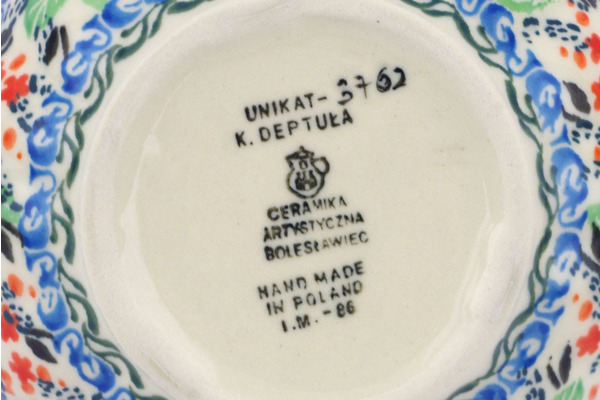 UNIKAT- 3762
K. DEPTUŁA
CERAMIKA
ARTYSTYCZNA
BOLESŁAWIEC
HAND MADE
IN POLAND
I.M.-86